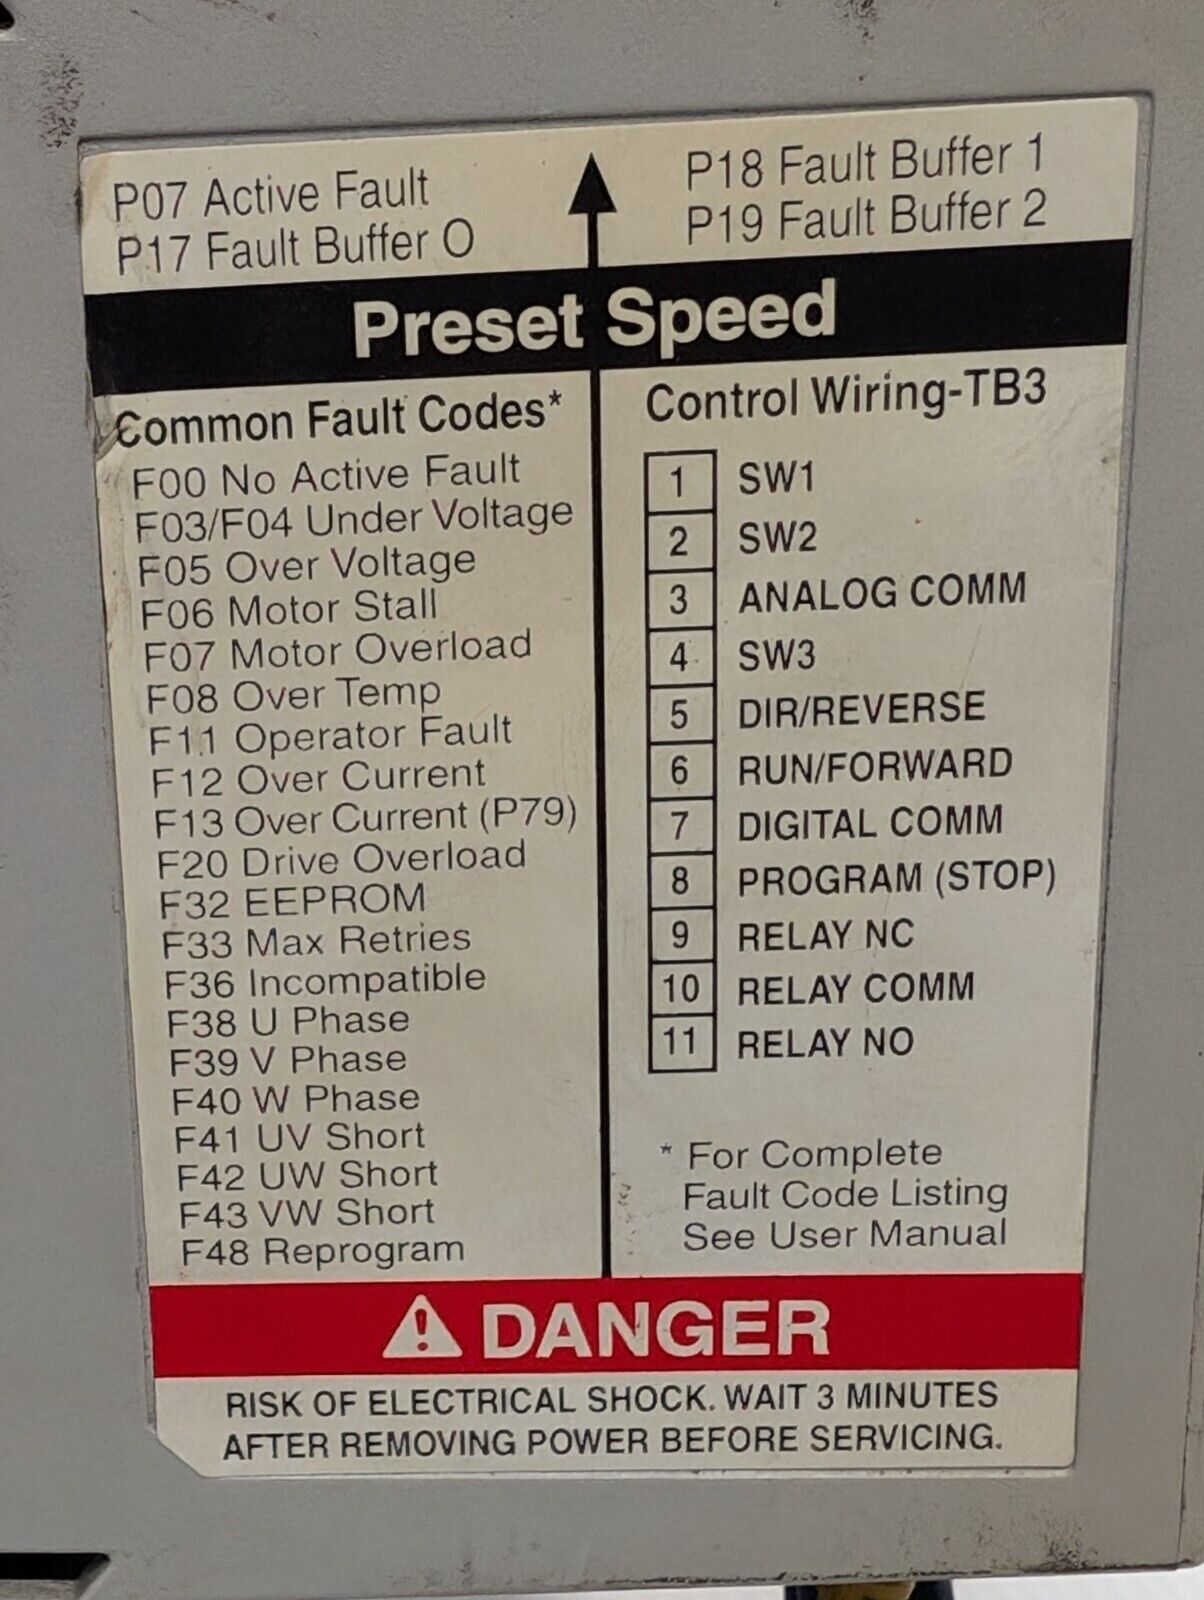 P07 Active Fault
P17 Fault Buffer O
P18 Fault Buffer 1
P19 Fault Buffer 2
Preset Speed
Common Fault Codes*
F00 No Active Fault
F03/F04 Under Voltage
F05 Over Voltage
F06 Motor Stall
F07 Motor Overload
F08 Over Temp
F11 Operator Fault
F12 Over Current
F13 Over Current (P79)
F20 Drive Overload
F32 EEPROM
F33 Max Retries
F36 Incompatible
F38 U Phase
F39 V Phase
F40 W Phase
F41 UV Short
F42 UW Short
F43 VW Short
F48 Reprogram
Control Wiring-TB3
1 SW1
2 SW2
3 ANALOG COMM
4 SW3
5 DIR/REVERSE
6 RUN/FORWARD
7 DIGITAL COMM
8 PROGRAM (STOP)
9 RELAY NC
10 RELAY COMM
11 RELAY NO
* For Complete
Fault Code Listing
See User Manual
DANGER
RISK OF ELECTRICAL SHOCK. WAIT 3 MINUTES
AFTER REMOVING POWER BEFORE SERVICING.